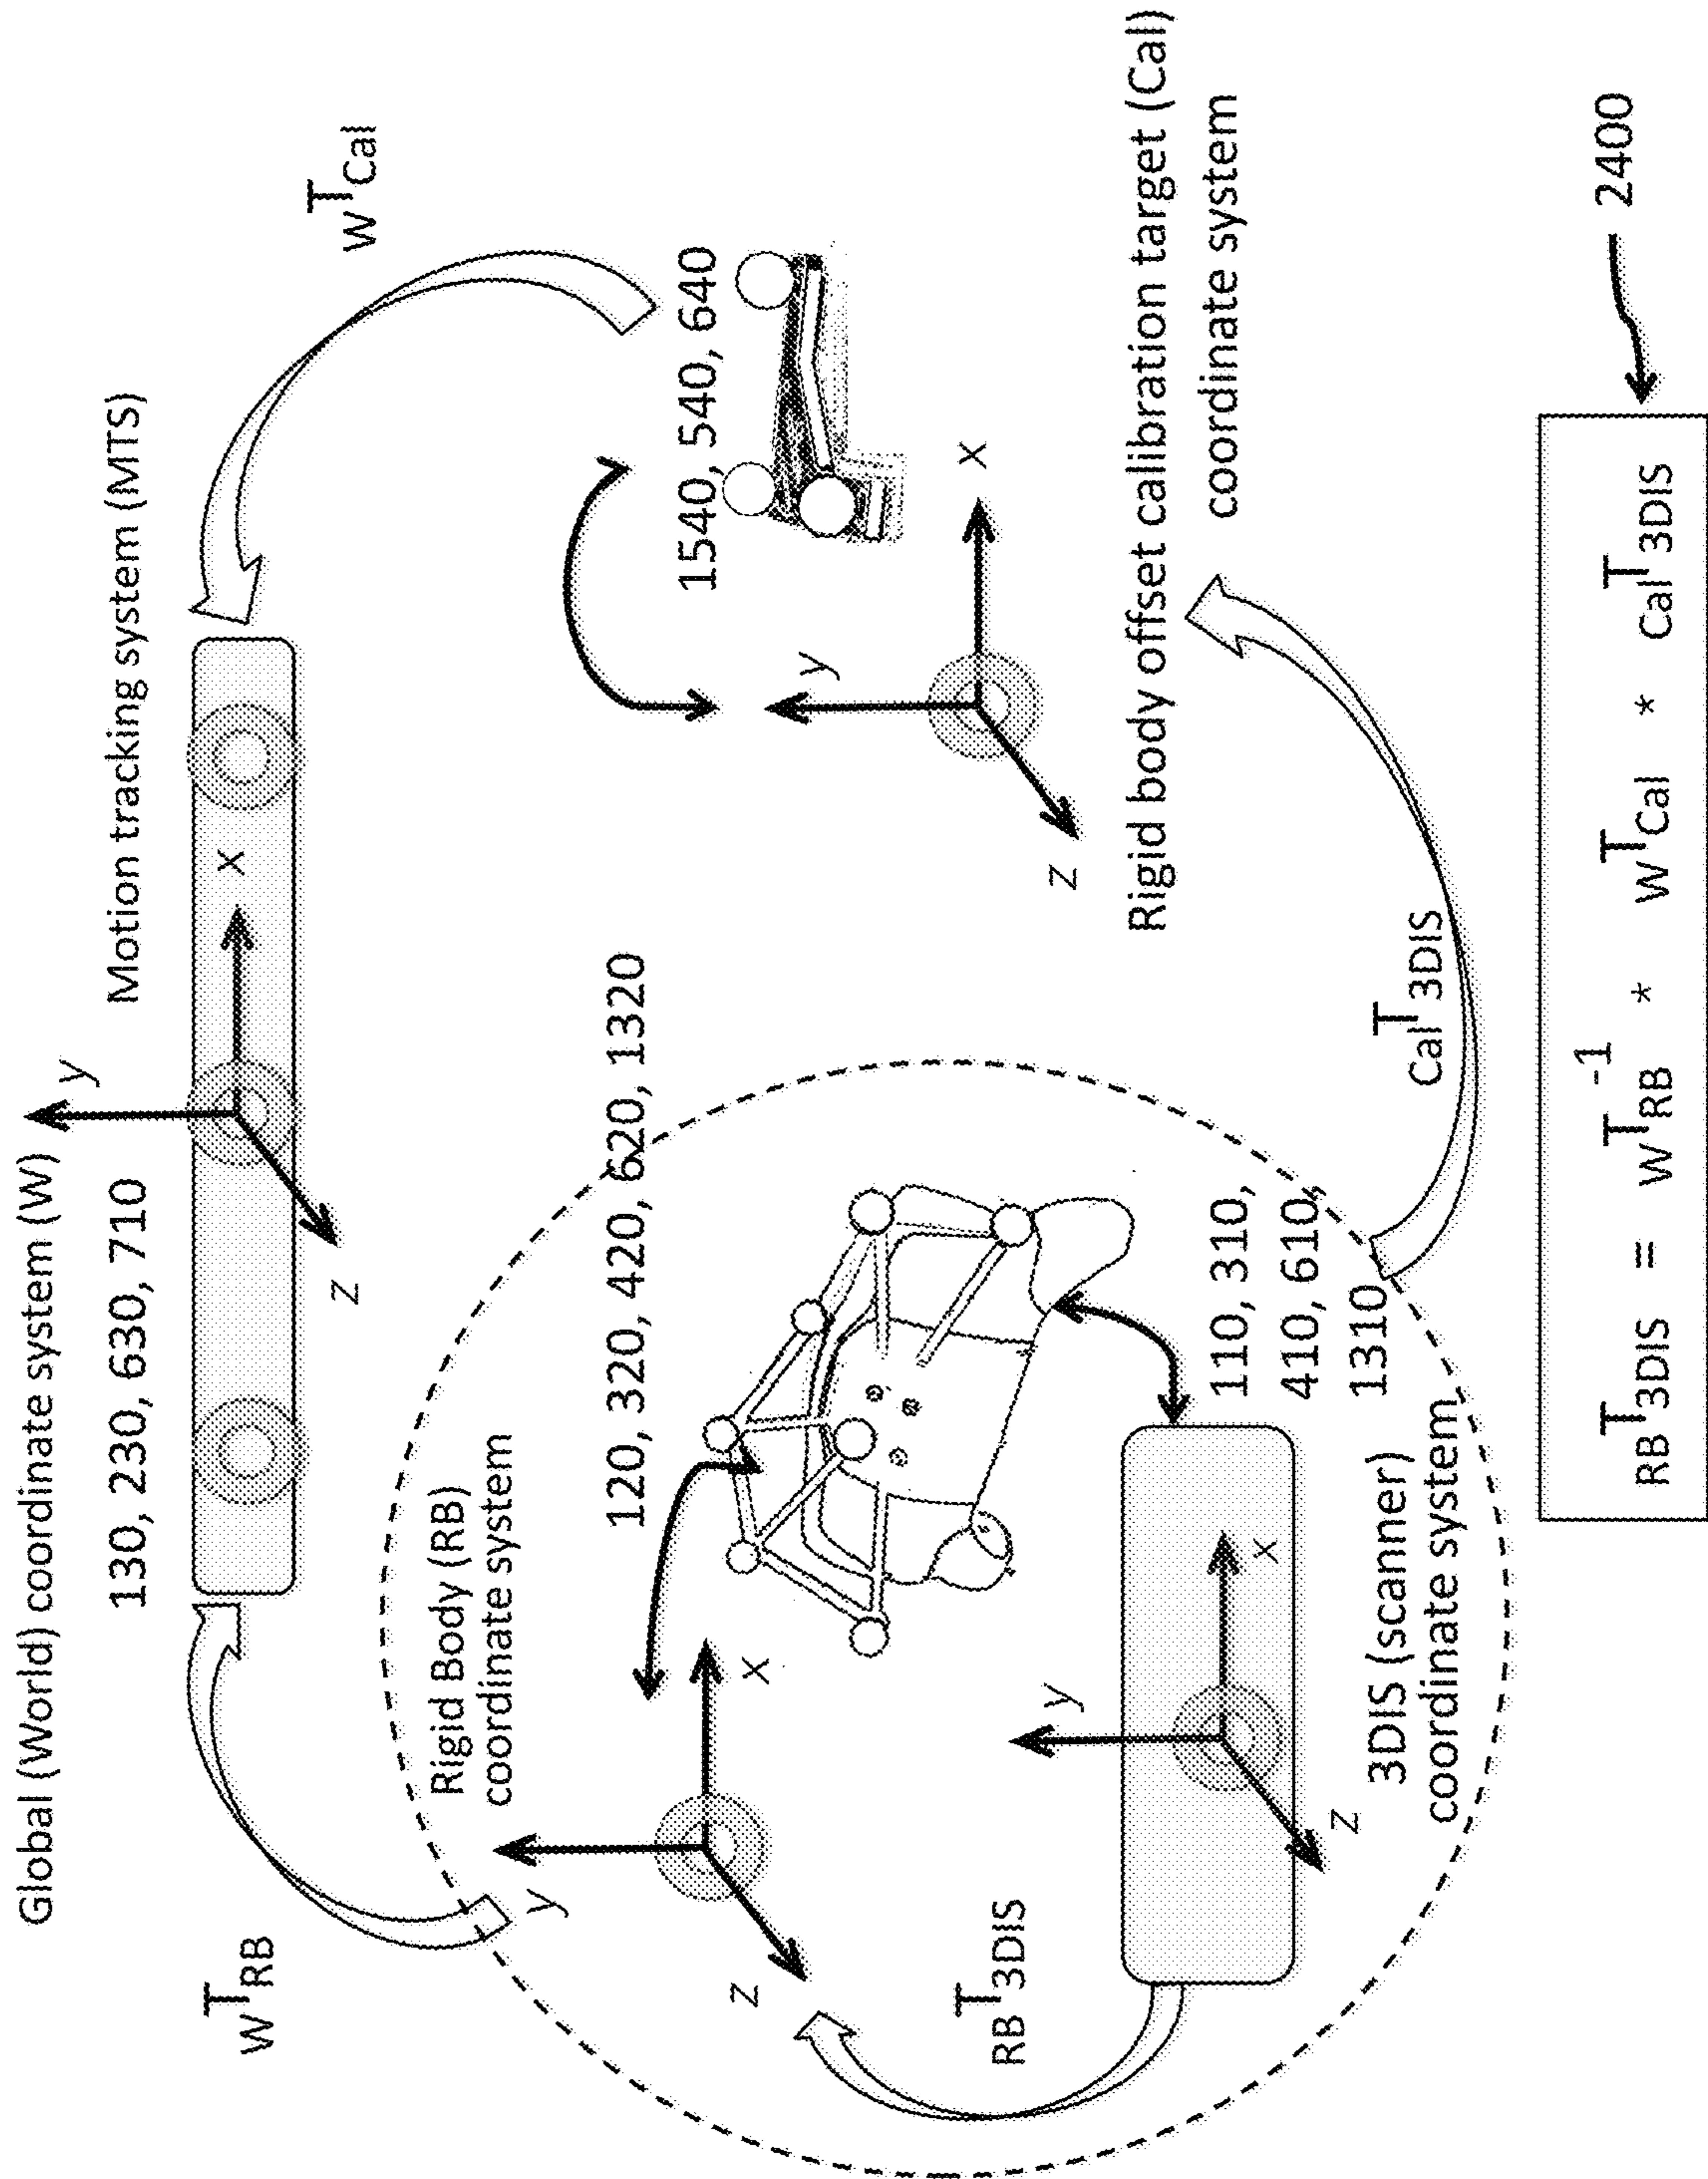 Global (World) coordinate system (W)
130, 230, 630, 710
Motion tracking system (MTS)
y
x
z
WTRB
WTCal
Rigid Body (RB)
coordinate system
120, 320, 420, 620, 1320
y
x
z
1540, 540, 640
y
x
z
RBT3DIS
y
x
z
110, 310,
410, 610,
1310
3DIS (scanner)
coordinate system
Rigid body offset calibration target (Cal)
coordinate system
CalT3DIS
RBT3DIS = WTRB-1 * WTCal * CalT3DIS
2400